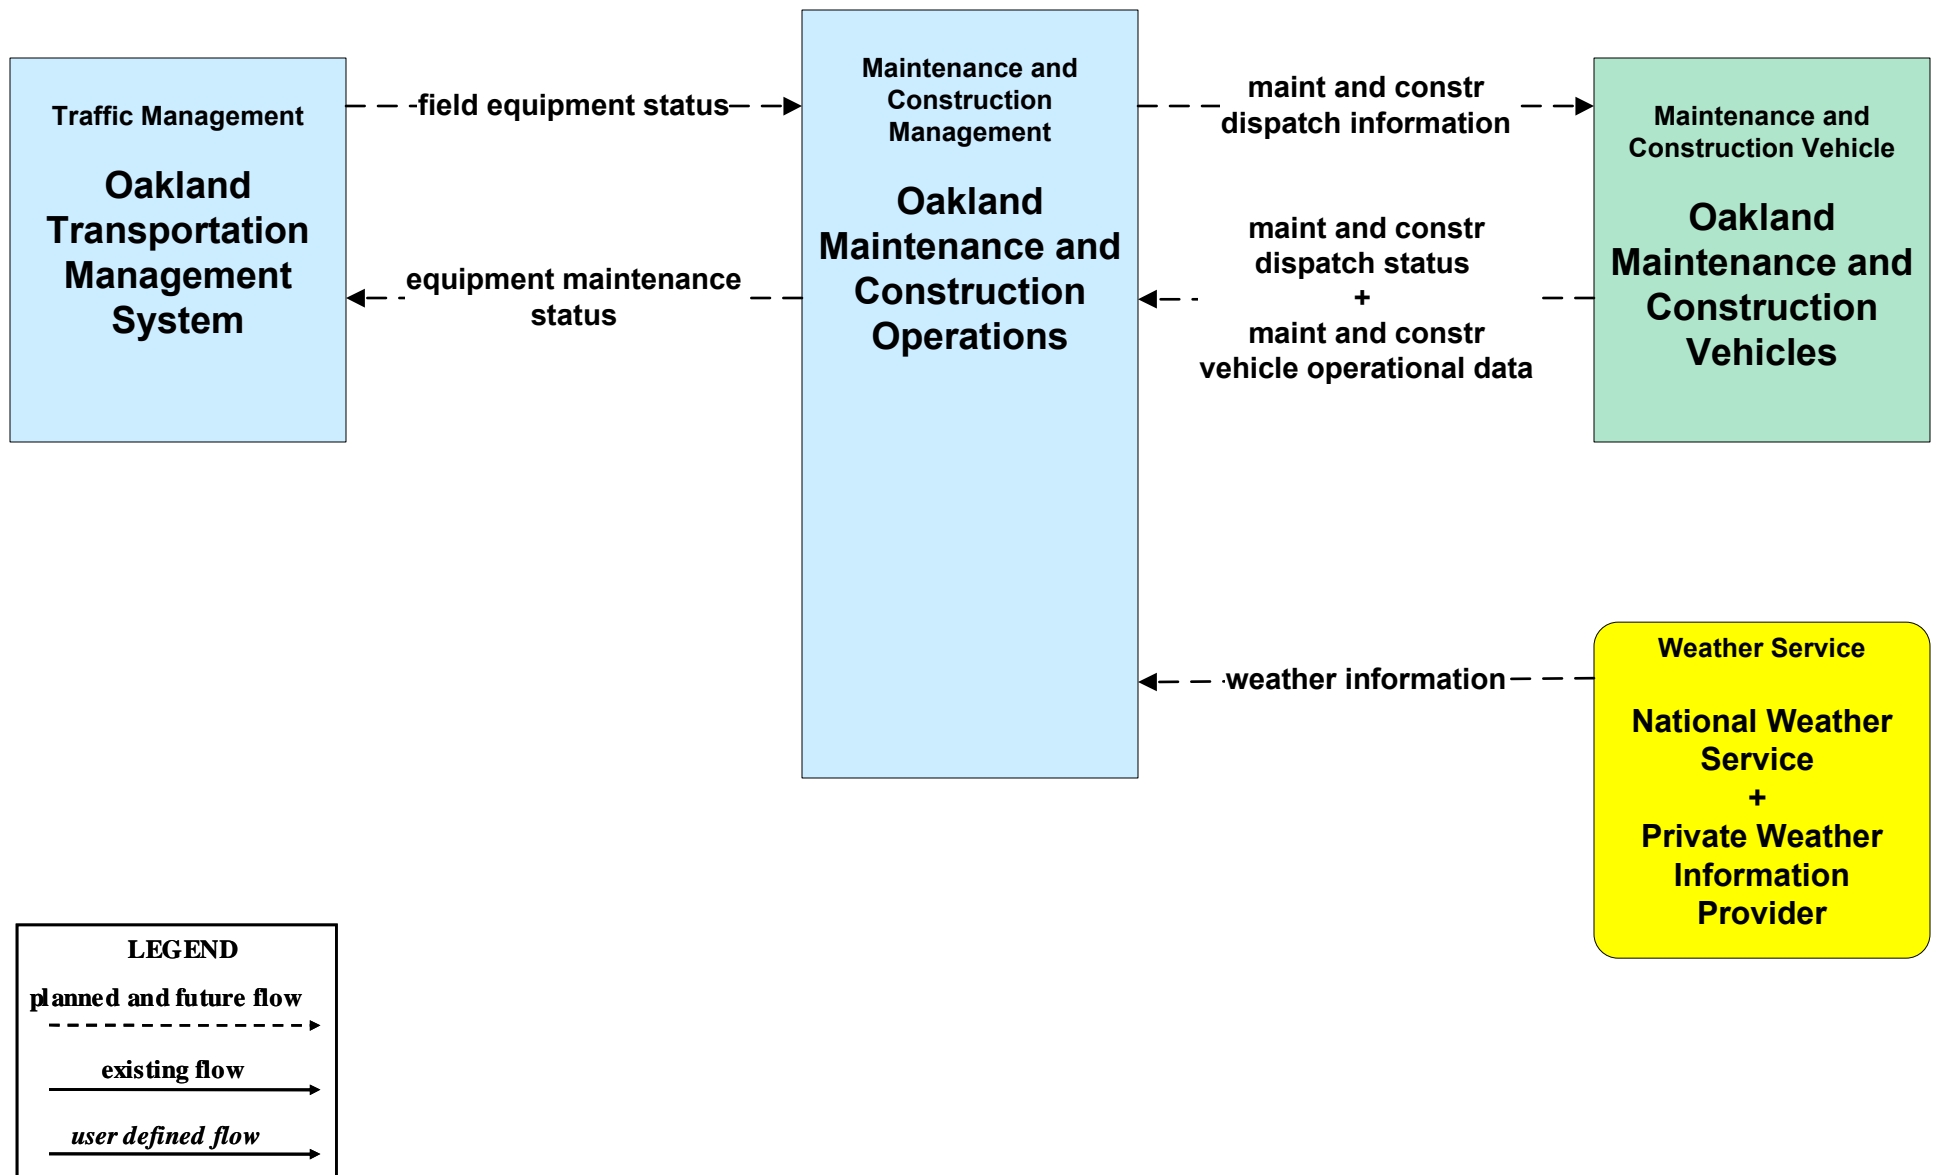 Traffic Management
Oakland
Transportation
Management
System
field equipment status
equipment maintenance
status
Maintenance and
Construction
Management
Oakland
Maintenance and
Construction
Operations
maint and constr
dispatch information
maint and constr
dispatch status
+
maint and constr
vehicle operational data
Maintenance and
Construction Vehicle
Oakland
Maintenance and
Construction
Vehicles
weather information
Weather Service
National Weather
Service
+
Private Weather
Information
Provider
LEGEND
planned and future flow
existing flow
user defined flow